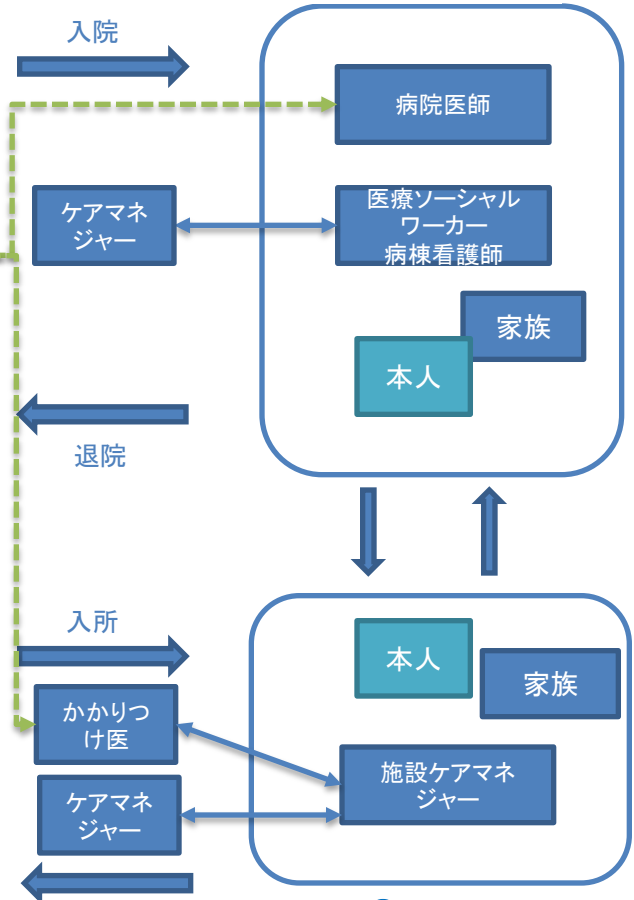 入院
病院医師
ケアマネ
ジャー
医療ソーシャル
ワーカー
病棟看護師
家族
本人
退院
入所
本人
家族
かかりつ
け医
施設ケアマネ
ジャー
ケアマネ
ジャー